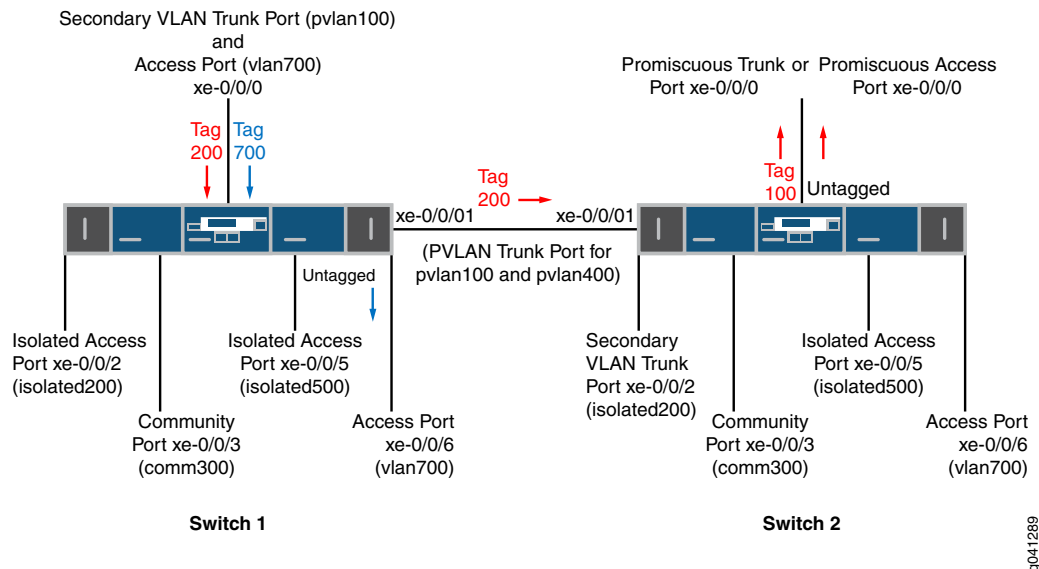 Secondary VLAN Trunk Port (pvlan100)
and
Access Port (vlan700)
xe-0/0/0
Promiscuous Trunk or
Port xe-0/0/0
Promiscuous Access
Port xe-0/0/0
Tag
200
Tag
700
Tag
200
Tag
100
Untagged
xe-0/0/01
xe-0/0/01
(PVLAN Trunk Port for
pvlan100 and pvlan400)
Untagged
Isolated Access
Port xe-0/0/2
(isolated200)
Isolated Access
Port xe-0/0/5
(isolated500)
Secondary
VLAN Trunk
Port xe-0/0/2
(isolated200)
Isolated Access
Port xe-0/0/5
(isolated500)
Community
Port xe-0/0/3
(comm300)
Access Port
xe-0/0/6
(vlan700)
Community
Port xe-0/0/3
(comm300)
Access Port
xe-0/0/6
(vlan700)
Switch 1
Switch 2
g041289